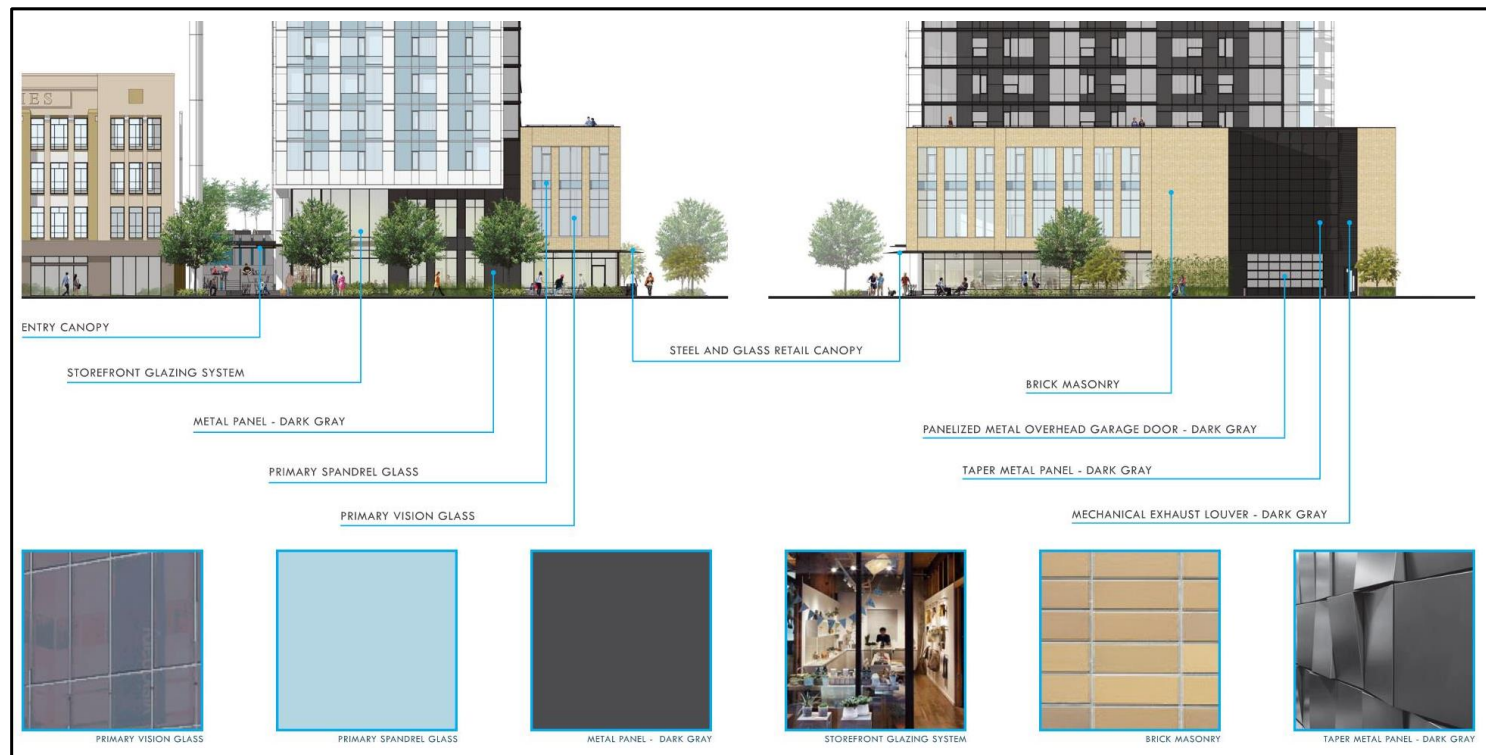 IES
ENTRY CANOPY
STEEL AND GLASS RETAIL CANOPY
STOREFRONT GLAZING SYSTEM
BRICK MASONRY
METAL PANEL - DARK GRAY
PANELIZED METAL OVERHEAD GARAGE DOOR - DARK GRAY
PRIMARY SPANDREL GLASS
TAPER METAL PANEL - DARK GRAY
PRIMARY VISION GLASS
MECHANICAL EXHAUST LOUVER - DARK GRAY
PRIMARY VISION GLASS
PRIMARY SPANDREL GLASS
METAL PANEL - DARK GRAY
STOREFRONT GLAZING SYSTEM
BRICK MASONRY
TAPER METAL PANEL - DARK GRAY